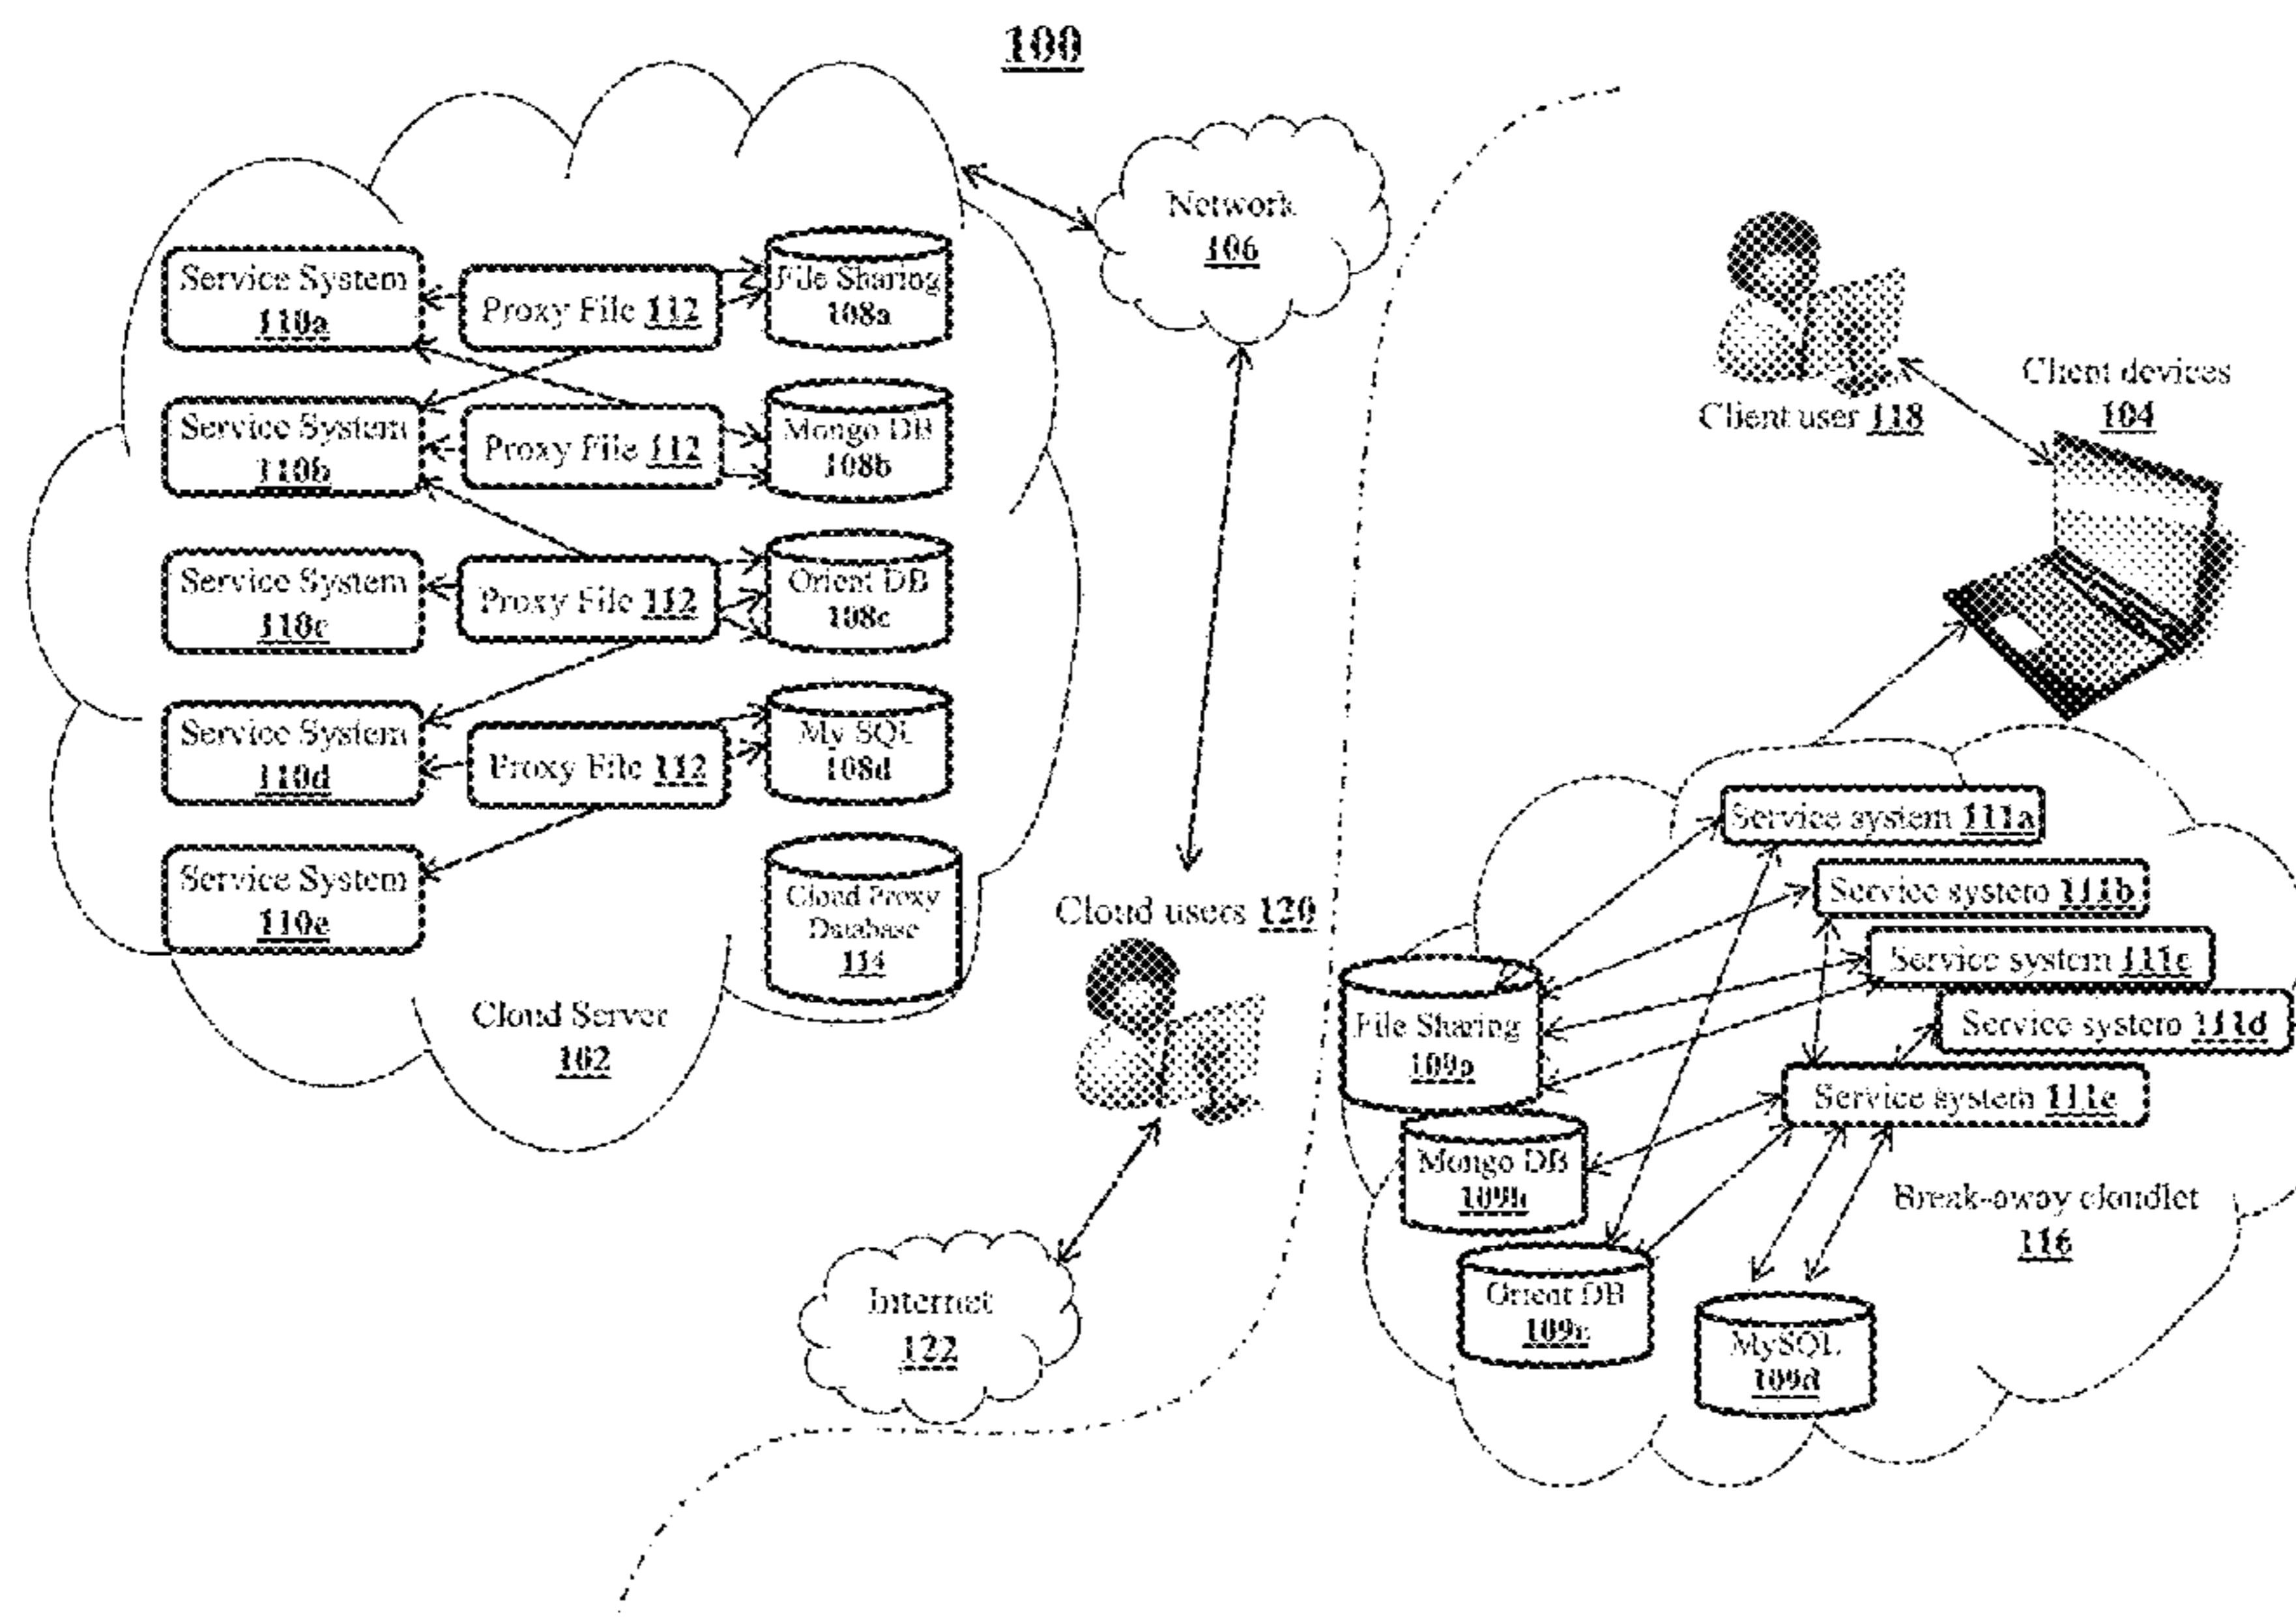 100
Network
106
Service System
110a
Proxy File 112
File Sharing
108a
Service System
110b
Proxy File 112
Mongo DB
108b
Service System
110c
Proxy File 112
Orient DB
108c
Service System
110d
Proxy File 112
My SQL
108d
Service System
110e
Cloud Proxy
Database
114
Cloud Server
102
Cloud users 120
Internet
122
Client user 118
Client devices
104
Service system 111a
Service system 111b
Service system 111c
Service system 111d
Service system 111e
File Sharing
109a
Mongo DB
109b
Orient DB
109c
MySQL
109d
Break-away cloudlet
116